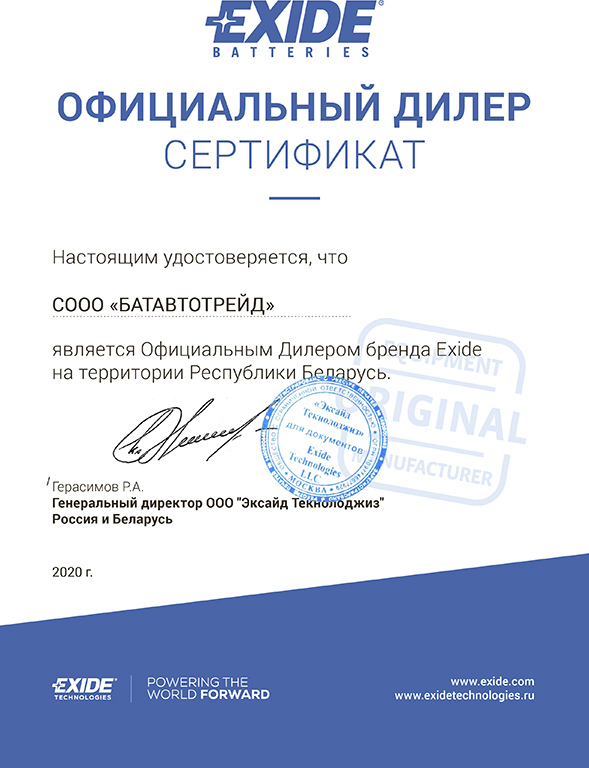 EXIDE®
BATTERIES
ОФИЦИАЛЬНЫЙ ДИЛЕР
СЕРТИФИКАТ
Настоящим удостоверяется, что
СООО «БАТАВТОТРЕЙД»
является Официальным Дилером бренда Exide
на территории Республики Беларусь.
EQUIPMENT
ORIGINAL
MANUFACTURER
«Эксайд
Текнолоджиз»
для документов
Exide
Technologies
LLC
МОСКВА
Герасимов Р.А.
Генеральный директор ООО "Эксайд Текнолоджиз"
Россия и Беларусь
2020 г.
EXIDE
TECHNOLOGIES
POWERING THE
WORLD FORWARD
www.exide.com
www.exidetechnologies.ru